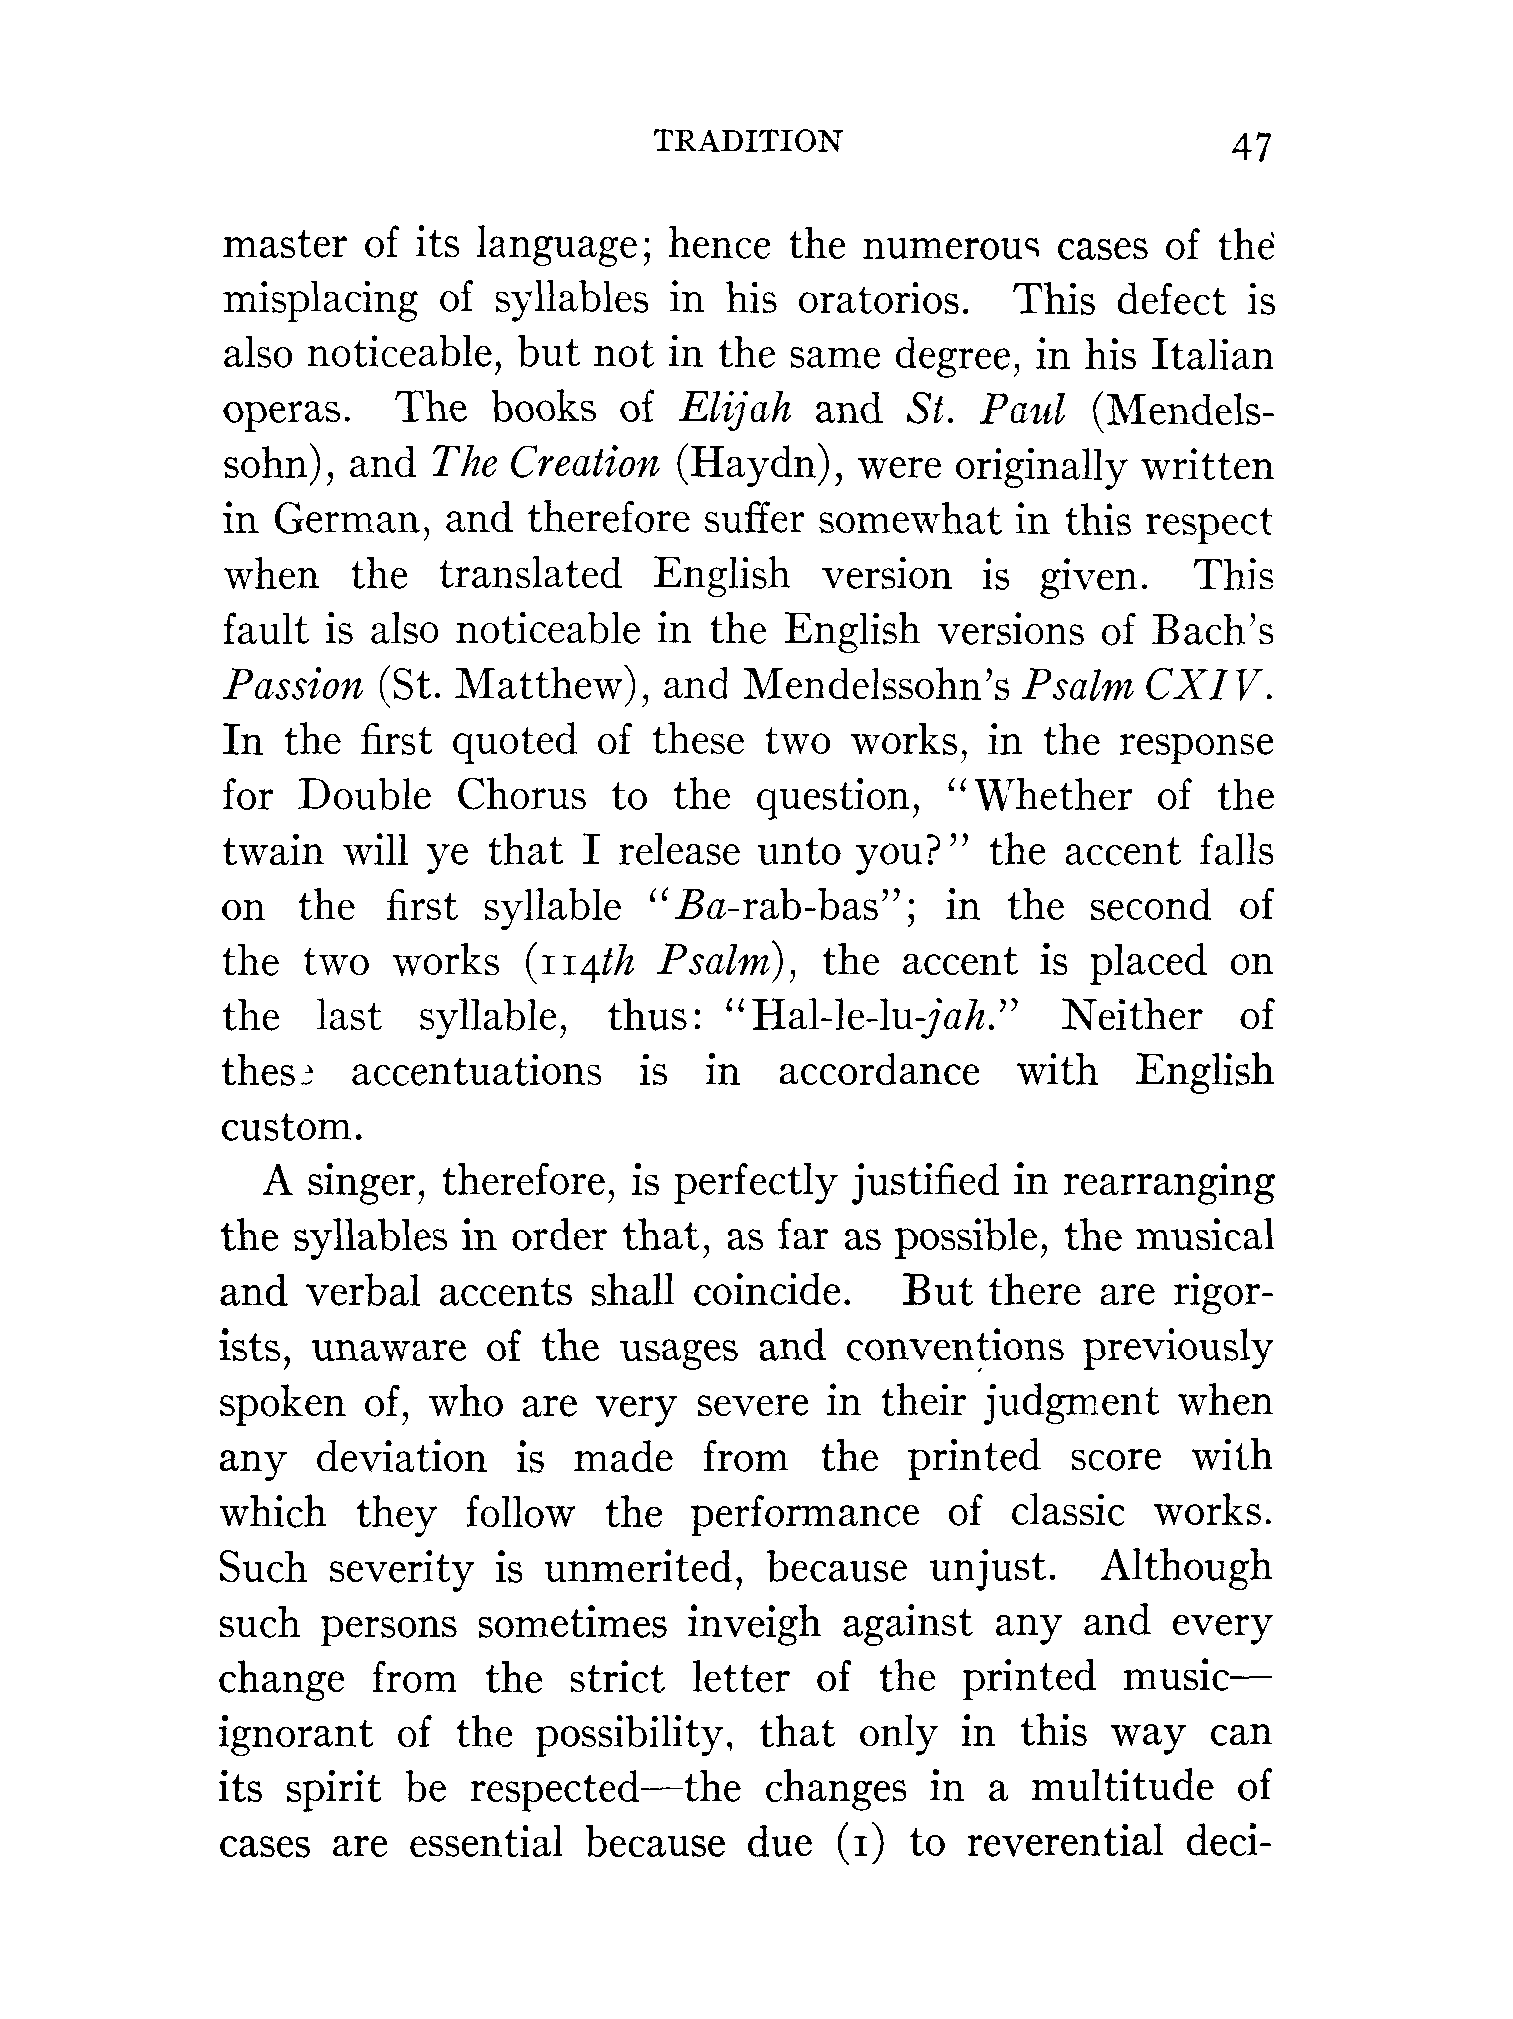 TRADITION 47
master of its language; hence the numerous cases of the
misplacing of syllables in his oratorios. This defect is
also noticeable, but not in the same degree, in his Italian
operas. The books of Elijah and St. Paul (Mendels-
sohn), and The Creation (Haydn), were originally written
in German, and therefore suffer somewhat in this respect
when the translated English version is given. This
fault is also noticeable in the English versions of Bach's
Passion (St. Matthew), and Mendelssohn's Psalm CXIV.
In the first quoted of these two works, in the response
for Double Chorus to the question, "Whether of the
twain will ye that I release unto you?" the accent falls
on the first syllable "Ba-rab-bas"; in the second of
the two works (114th Psalm), the accent is placed on
the last syllable, thus: "Hal-le-lu-jah." Neither of
these accentuations is in accordance with English
custom.
A singer, therefore, is perfectly justified in rearranging
the syllables in order that, as far as possible, the musical
and verbal accents shall coincide. But there are rigor-
ists, unaware of the usages and conventions previously
spoken of, who are very severe in their judgment when
any deviation is made from the printed score with
which they follow the performance of classic works.
Such severity is unmerited, because unjust. Although
such persons sometimes inveigh against any and every
change from the strict letter of the printed music—
ignorant of the possibility, that only in this way can
its spirit be respected—the changes in a multitude of
cases are essential because due (1) to reverential deci-